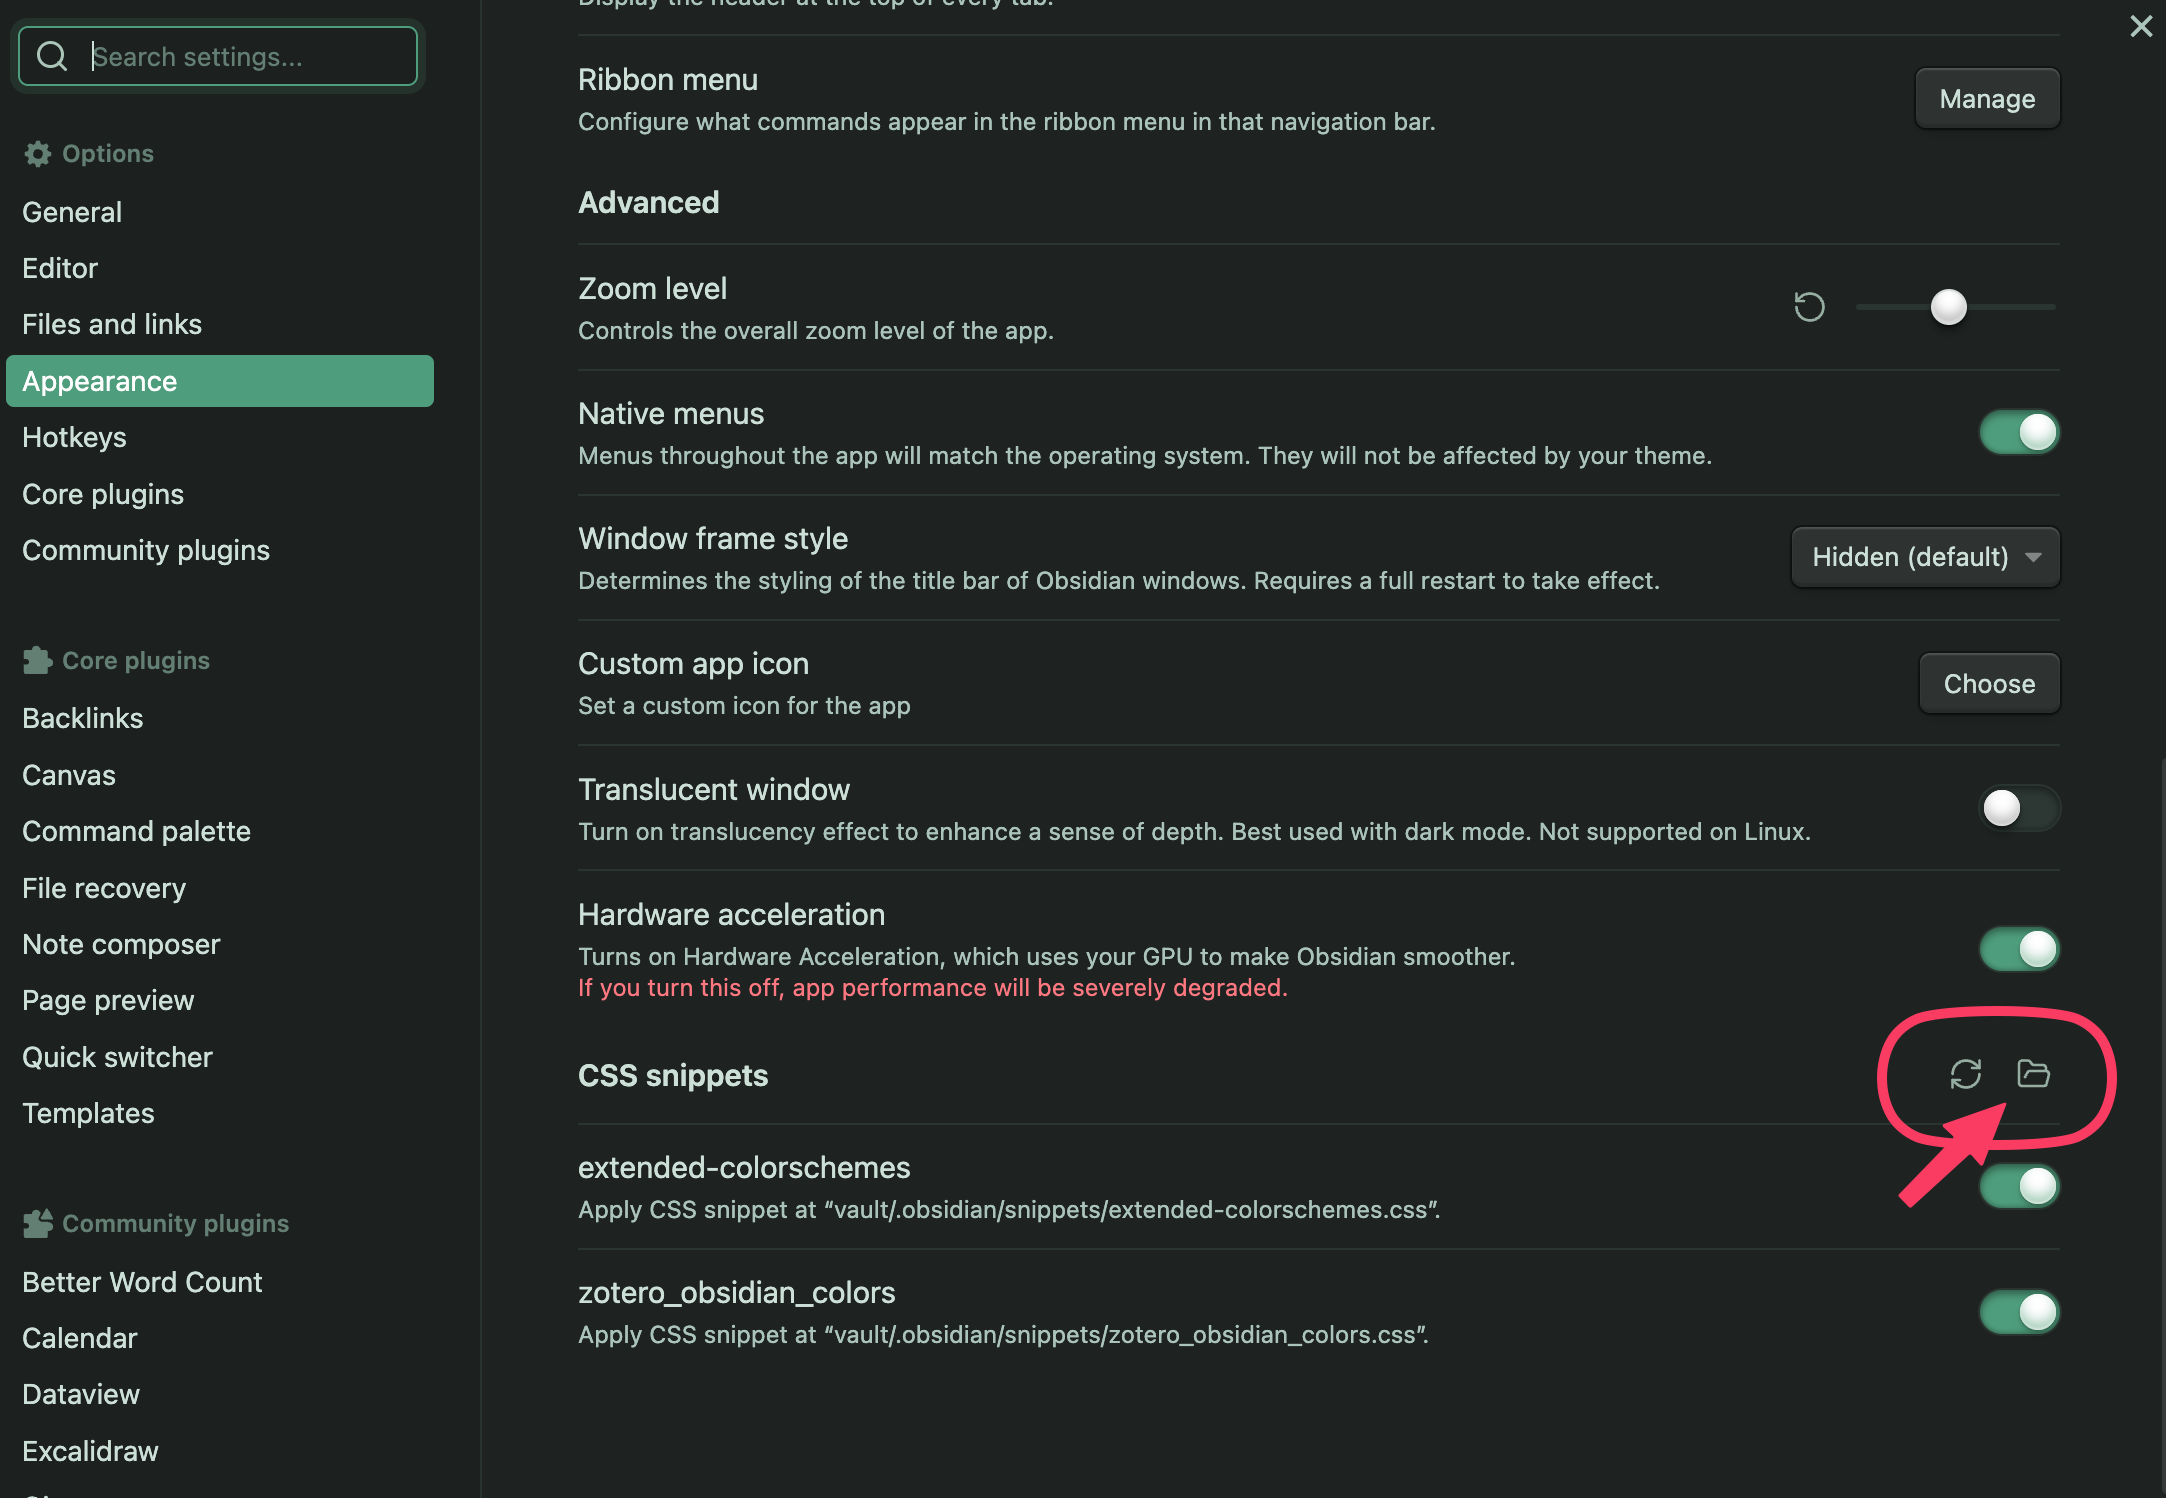 Search settings...
Options
General
Editor
Files and links
Appearance
Hotkeys
Core plugins
Community plugins
Core plugins
Backlinks
Canvas
Command palette
File recovery
Note composer
Page preview
Quick switcher
Templates
Community plugins
Better Word Count
Calendar
Dataview
Excalidraw
Display the header at the top of every tab.
Ribbon menu
Configure what commands appear in the ribbon menu in that navigation bar.
Manage
Advanced
Zoom level
Controls the overall zoom level of the app.
Native menus
Menus throughout the app will match the operating system. They will not be affected by your theme.
Window frame style
Determines the styling of the title bar of Obsidian windows. Requires a full restart to take effect.
Hidden (default)
Custom app icon
Set a custom icon for the app
Choose
Translucent window
Turn on translucency effect to enhance a sense of depth. Best used with dark mode. Not supported on Linux.
Hardware acceleration
Turns on Hardware Acceleration, which uses your GPU to make Obsidian smoother.
If you turn this off, app performance will be severely degraded.
CSS snippets
extended-colorschemes
Apply CSS snippet at “vault/.obsidian/snippets/extended-colorschemes.css”.
zotero_obsidian_colors
Apply CSS snippet at “vault/.obsidian/snippets/zotero_obsidian_colors.css”.